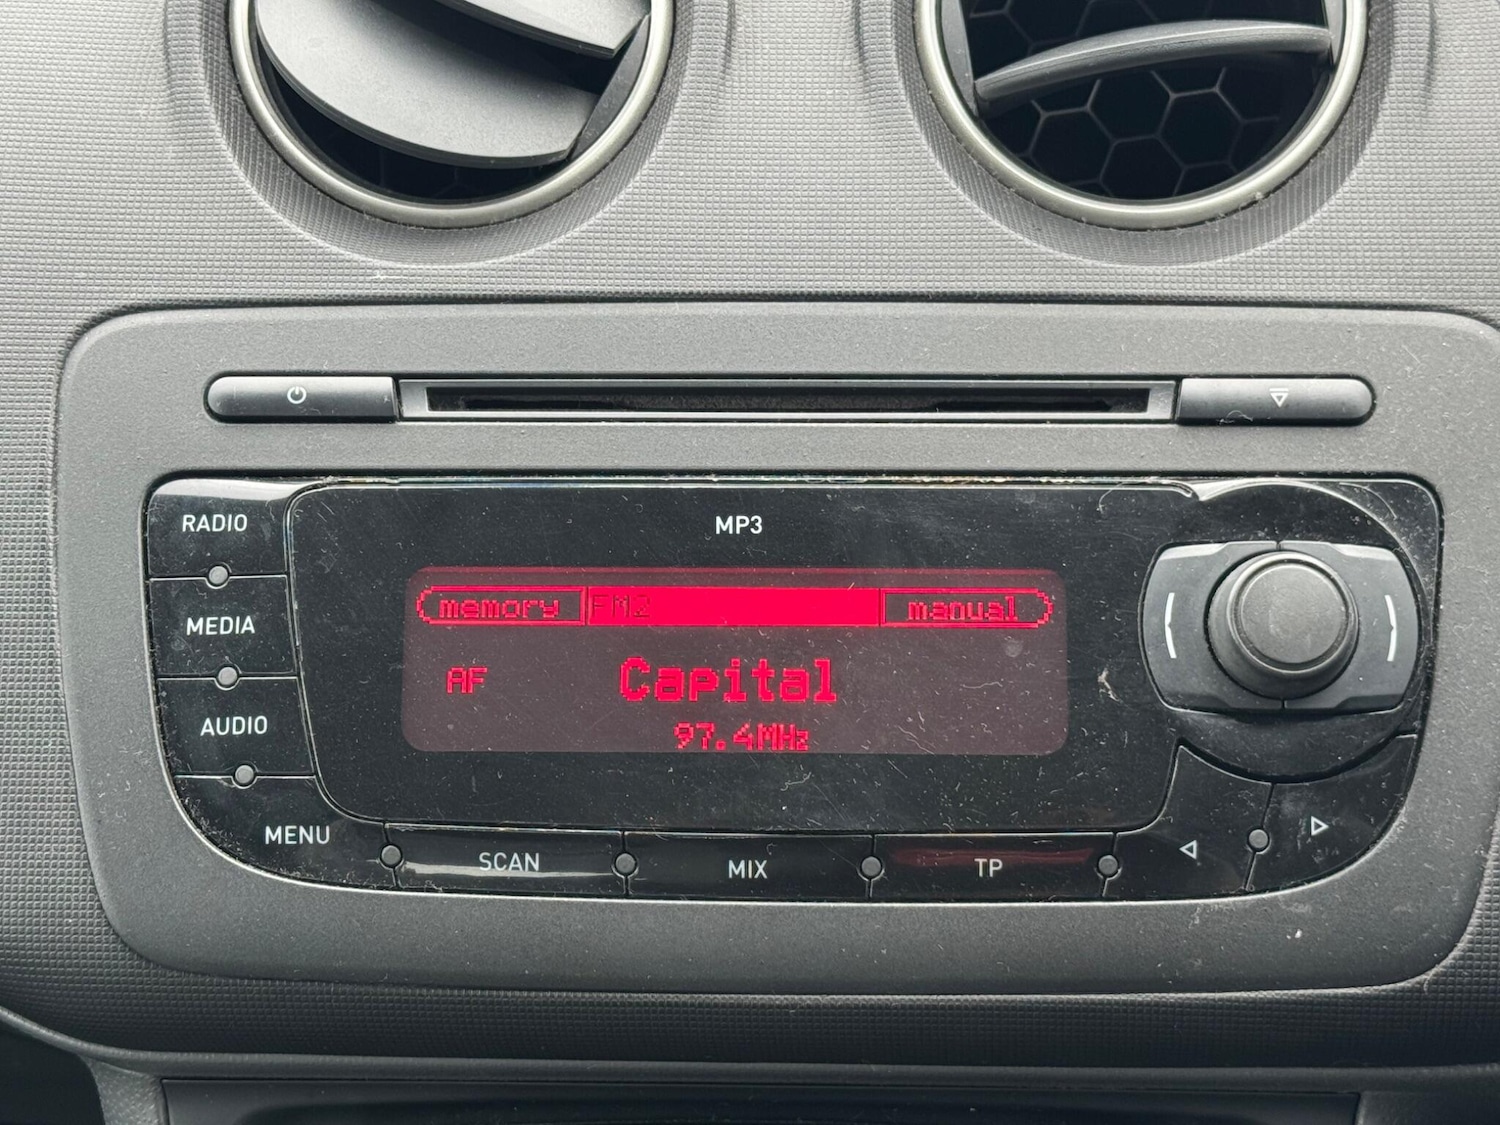 RADIO
MP3
memory FM2 manual
MEDIA
AF Capital
97.4MHz
AUDIO
MENU
SCAN MIX TP